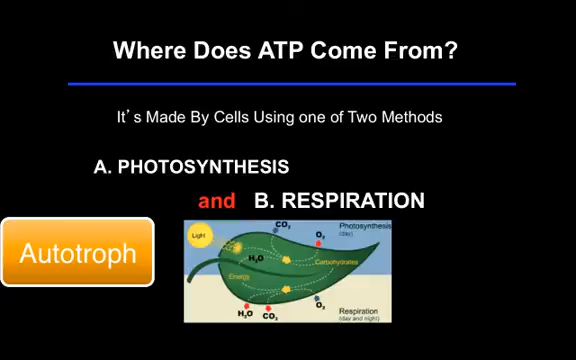 Where Does ATP Come From?
It's Made By Cells Using one of Two Methods
A. PHOTOSYNTHESIS
and B. RESPIRATION
Autotroph
Light
CO2
O2
Photosynthesis
(day)
H2O
Carbohydrates
Energy
H2O
CO2
O2
Respiration
(day and night)